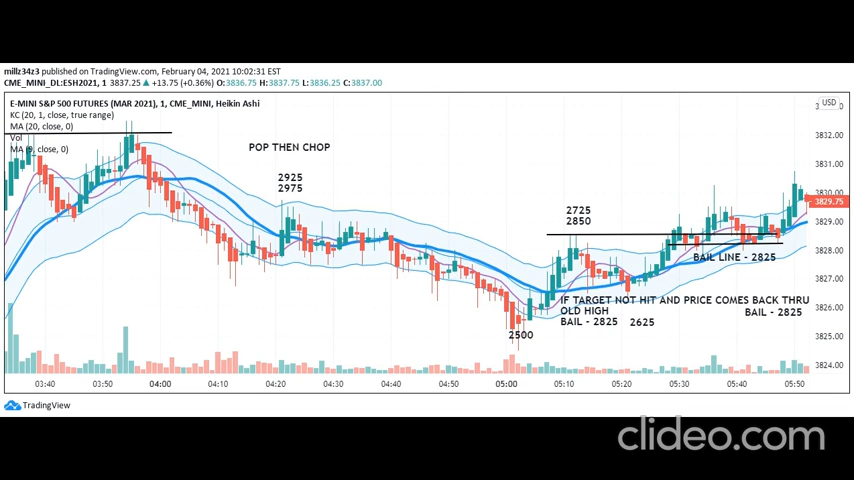 millz34z3 published on TradingView.com, February 04, 2021 10:02:31 EST
CME_MINI_DL:ESH2021, 1 3837.25 ▲ +13.75 (+0.36%) O:3836.75 H:3837.75 L:3836.25 C:3837.00
E-MINI S&P 500 FUTURES (MAR 2021), 1, CME_MINI, Heikin Ashi
KC (20, 1, close, true range)
MA (20, close, 0)
Vol
MA (9, close, 0)
USD
3832.00
3831.00
3830.00
3829.75
3829.00
3828.00
3827.00
3826.00
3825.00
3824.00
POP THEN CHOP
2925
2975
2725
2850
BAIL LINE - 2825
IF TARGET NOT HIT AND PRICE COMES BACK THRU
OLD HIGH
BAIL - 2825
BAIL - 2825
2625
2500
03:40 03:50 04:00 04:10 04:20 04:30 04:40 04:50 05:00 05:10 05:20 05:30 05:40 05:50
TradingView
clideo.com